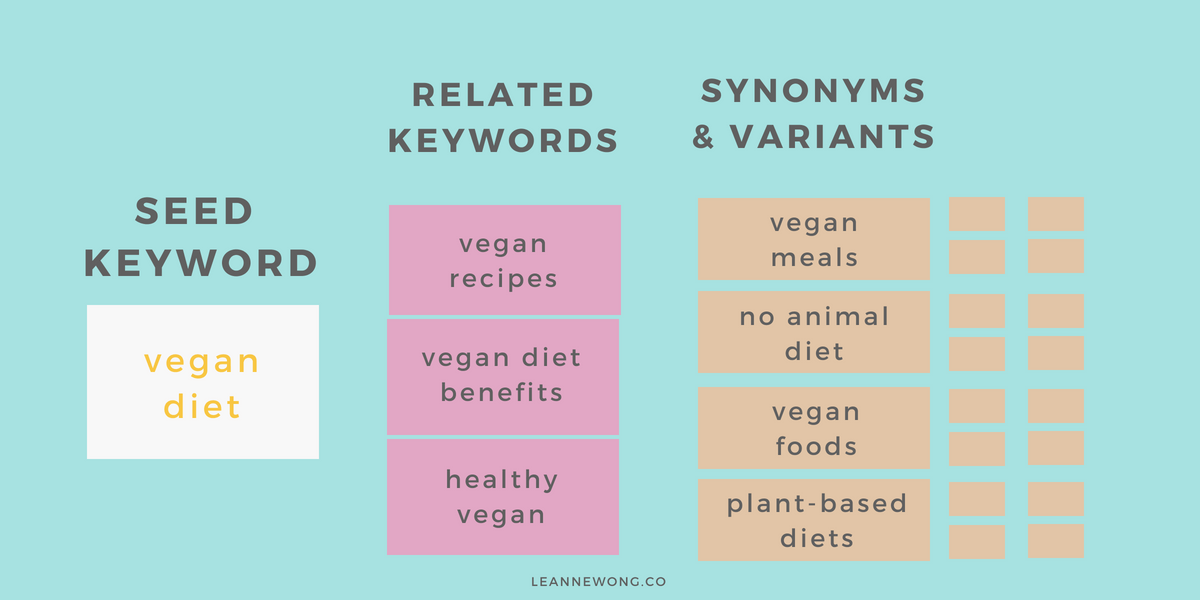 SEED
KEYWORD
vegan
diet
RELATED
KEYWORDS
vegan
recipes
vegan diet
benefits
healthy
vegan
SYNONYMS
& VARIANTS
vegan
meals
no animal
diet
vegan
foods
plant-based
diets
LEANNEWONG.CO